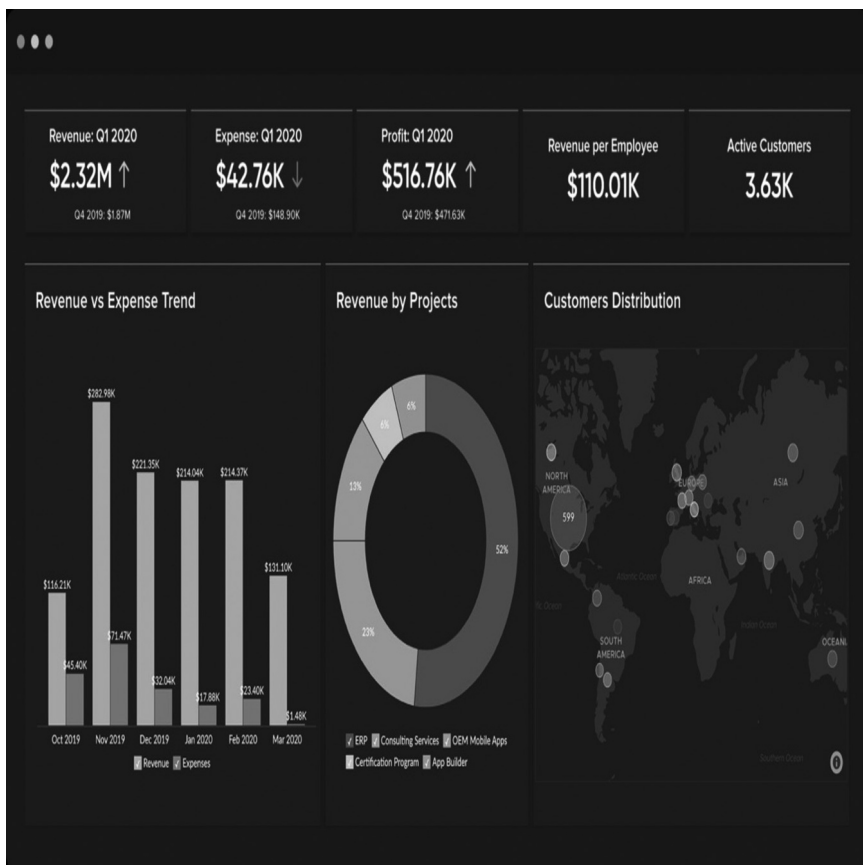 Revenue: Q1 2020
$2.32M ↑
Q4 2019: $1.87M
Expense: Q1 2020
$42.76K ↓
Q4 2019: $148.90K
Profit: Q1 2020
$516.76K ↑
Q4 2019: $471.63K
Revenue per Employee
$110.01K
Active Customers
3.63K
Revenue vs Expense Trend
$282.98K
$221.35K
$214.04K
$214.37K
$131.10K
$116.21K
$71.47K
$45.40K
$32.04K
$17.88K
$23.40K
$1.48K
Oct 2019 Nov 2019 Dec 2019 Jan 2020 Feb 2020 Mar 2020
Revenue Expenses
Revenue by Projects
6%
6%
13%
52%
23%
ERP Consulting Services OEM Mobile Apps
Certification Program App Builder
Customers Distribution
NORTH
AMERICA
599
EUROPE
ASIA
Atlantic Ocean
AFRICA
Ocean
Indian Ocean
SOUTH
AMERICA
OCEANI
Southern Ocean